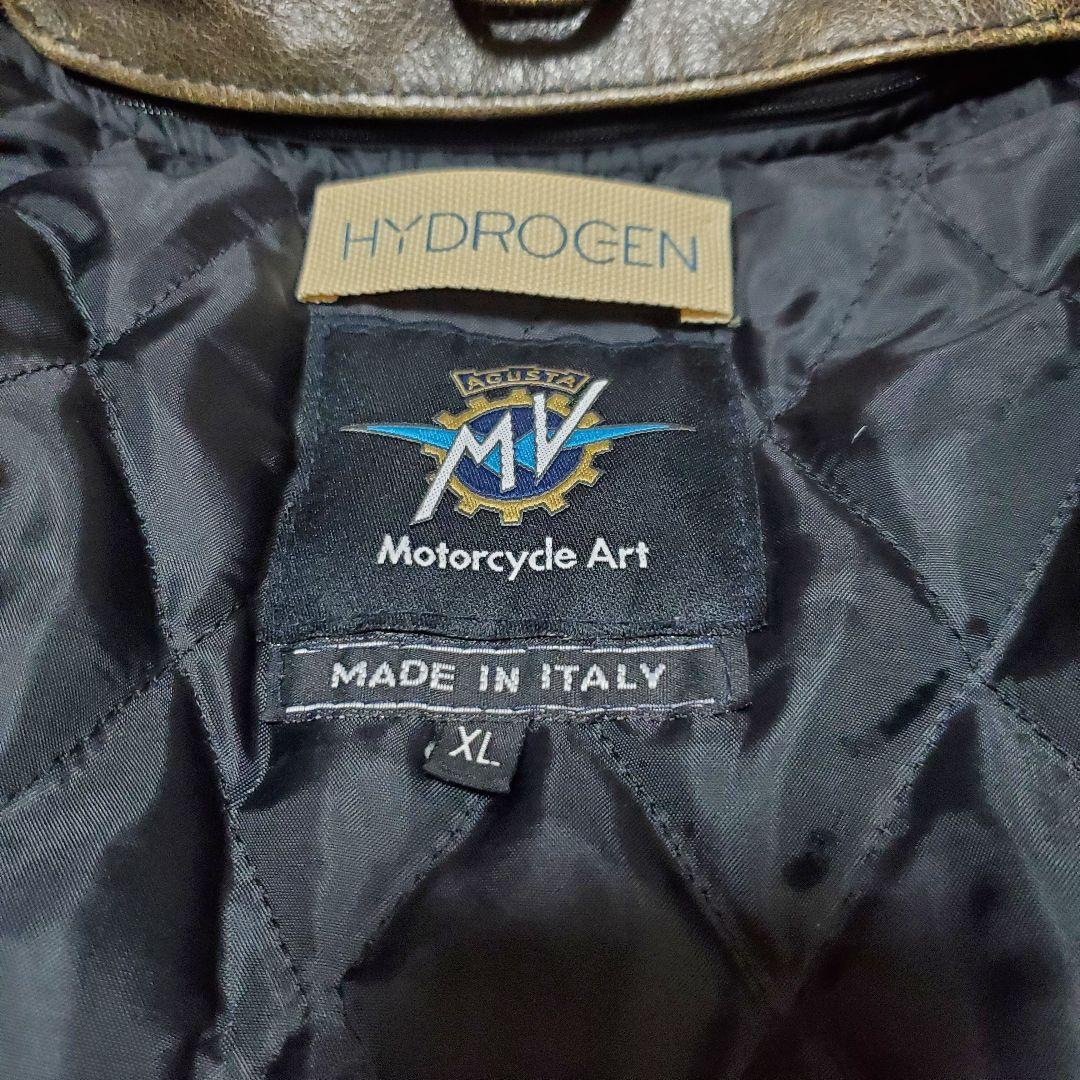 HYDROGEN
AGUSTA
MV
Motorcycle Art
MADE IN ITALY
XL